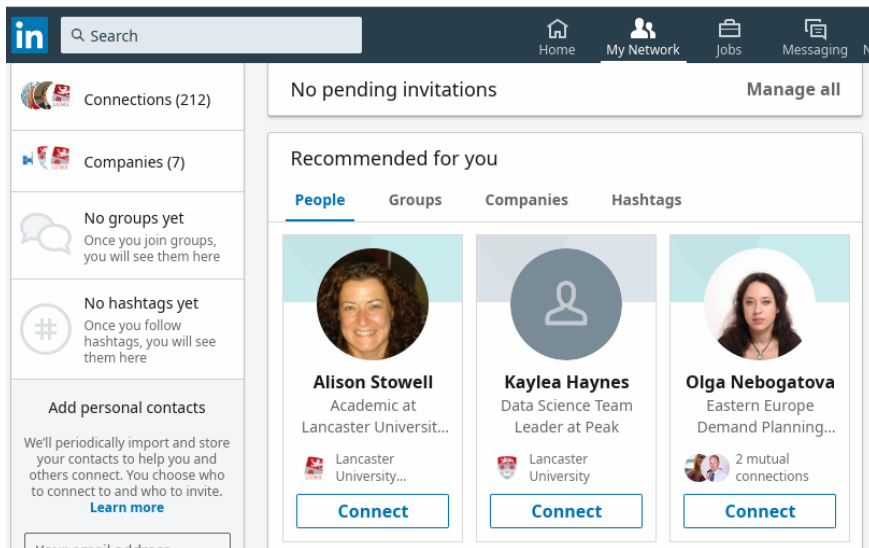 in
Search
Home
My Network
Jobs
Messaging
Connections (212)
Companies (7)
No groups yet
Once you join groups,
you will see them here
No hashtags yet
Once you follow
hashtags, you will see
them here
Add personal contacts
We'll periodically import and store
your contacts to help you and
others connect. You choose who
to connect to and who to invite.
Learn more
Your email address
No pending invitations
Manage all
Recommended for you
People
Groups
Companies
Hashtags
Alison Stowell
Academic at
Lancaster Universit...
Lancaster
University...
Connect
Kaylea Haynes
Data Science Team
Leader at Peak
Lancaster
University
Connect
Olga Nebogatova
Eastern Europe
Demand Planning...
2 mutual
connections
Connect